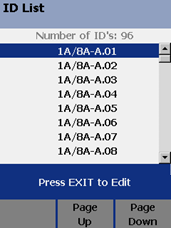 ID List
Number of ID's: 96
1A/8A-A.01
1A/8A-A.02
1A/8A-A.03
1A/8A-A.04
1A/8A-A.05
1A/8A-A.06
1A/8A-A.07
1A/8A-A.08
Press EXIT to Edit
Page Up
Page Down